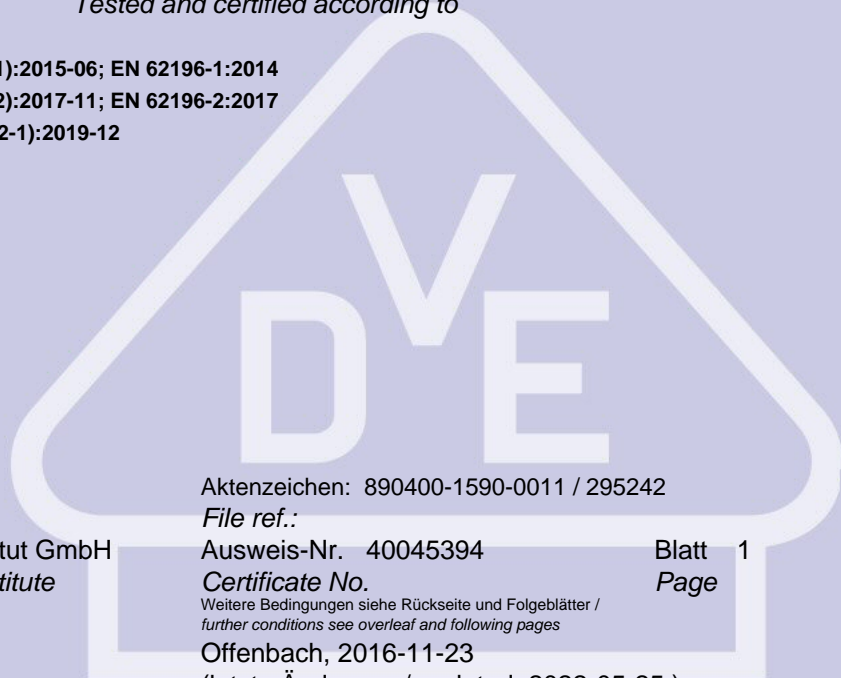 Tested and certified according to
1):2015-06; EN 62196-1:2014
2):2017-11; EN 62196-2:2017
2-1):2019-12
DVE
Aktenzeichen: 890400-1590-0011 / 295242
File ref.:
tut GmbH Ausweis-Nr. 40045394 Blatt 1
titute Certificate No. Page
Weitere Bedingungen siehe Rückseite und Folgeblätter /
further conditions see overleaf and following pages
Offenbach, 2016-11-23